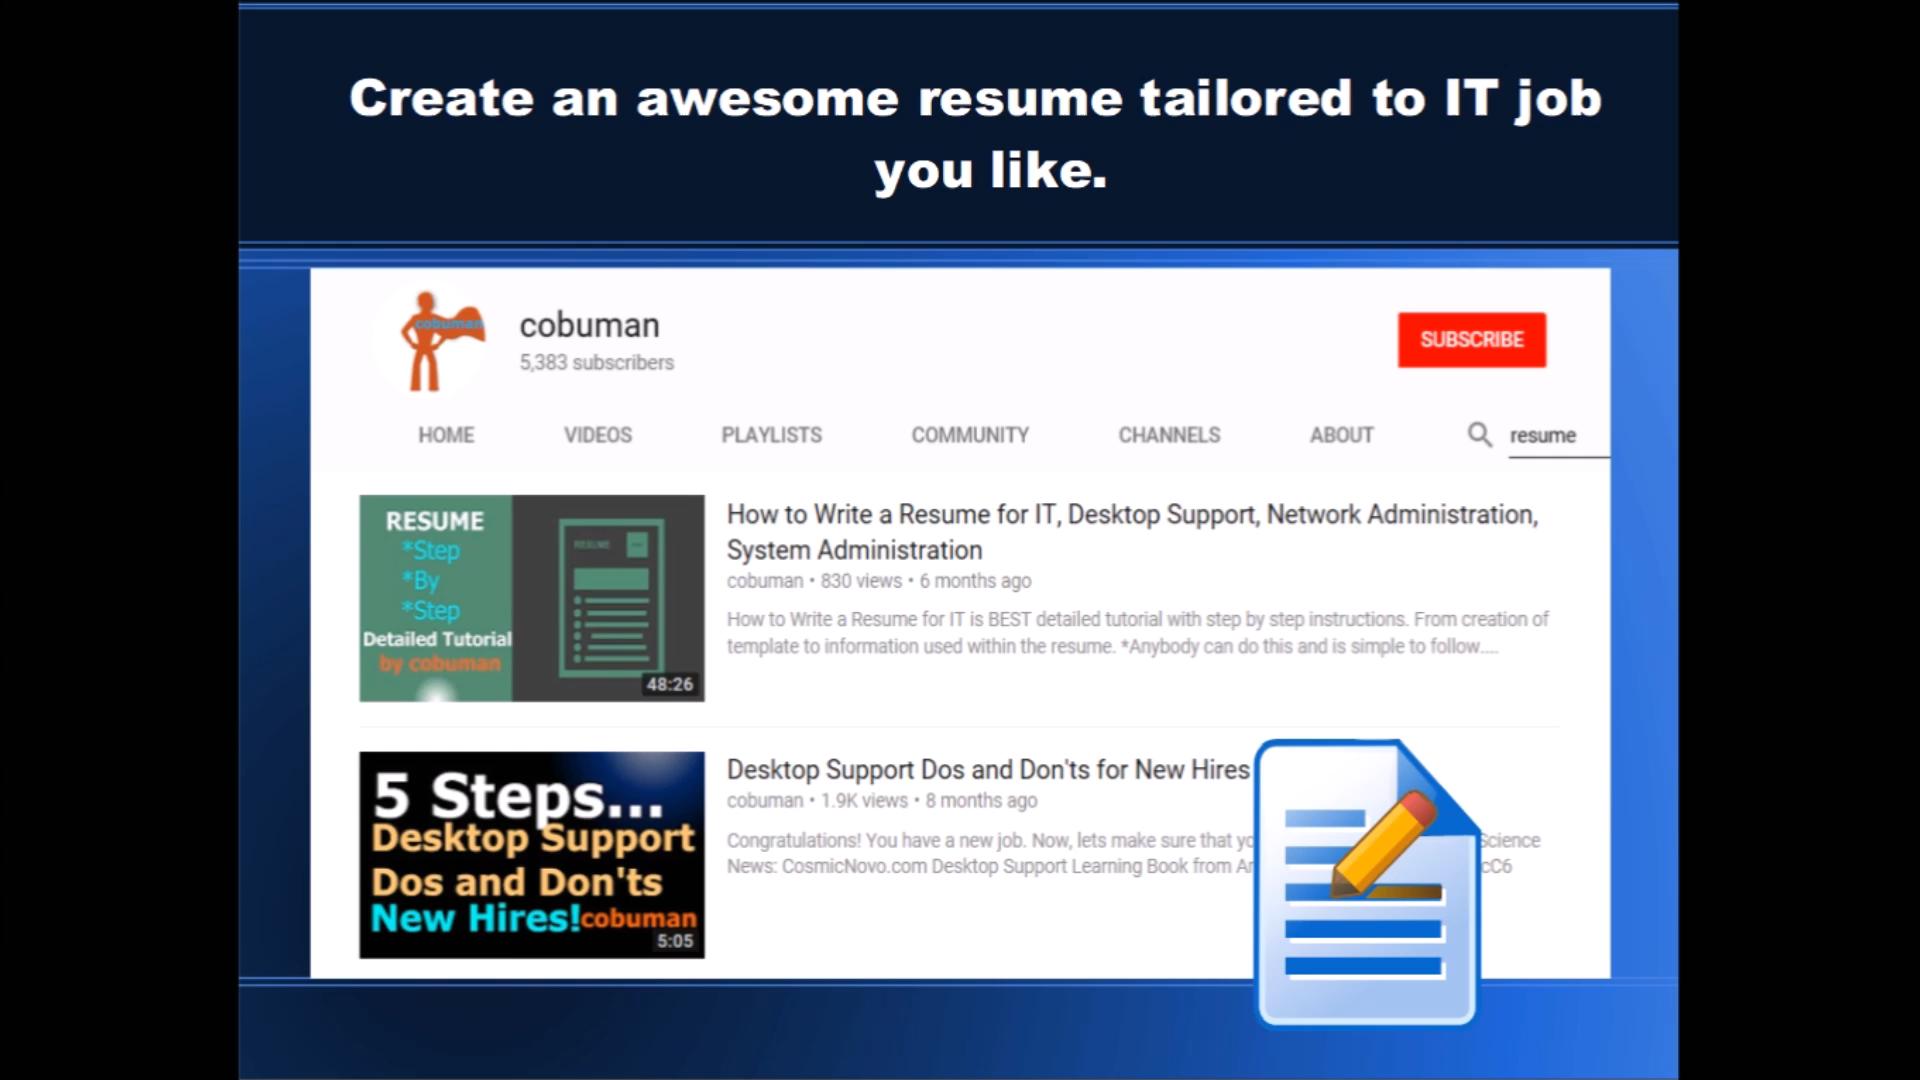 Create an awesome resume tailored to IT job
you like.
cobuman
cobuman
5,383 subscribers
SUBSCRIBE
HOME
VIDEOS
PLAYLISTS
COMMUNITY
CHANNELS
ABOUT
resume
RESUME
*Step
*By
*Step
Detailed Tutorial
by cobuman
RESUME
48:26
How to Write a Resume for IT, Desktop Support, Network Administration,
System Administration
cobuman • 830 views • 6 months ago
How to Write a Resume for IT is BEST detailed tutorial with step by step instructions. From creation of
template to information used within the resume. *Anybody can do this and is simple to follow....
5 Steps...
Desktop Support
Dos and Don'ts
New Hires!cobuman
5:05
Desktop Support Dos and Don'ts for New Hires
cobuman • 1.9K views • 8 months ago
Congratulations! You have a new job. Now, lets make sure that Science
News: CosmicNovo.com Desktop Support Learning Book from cC6